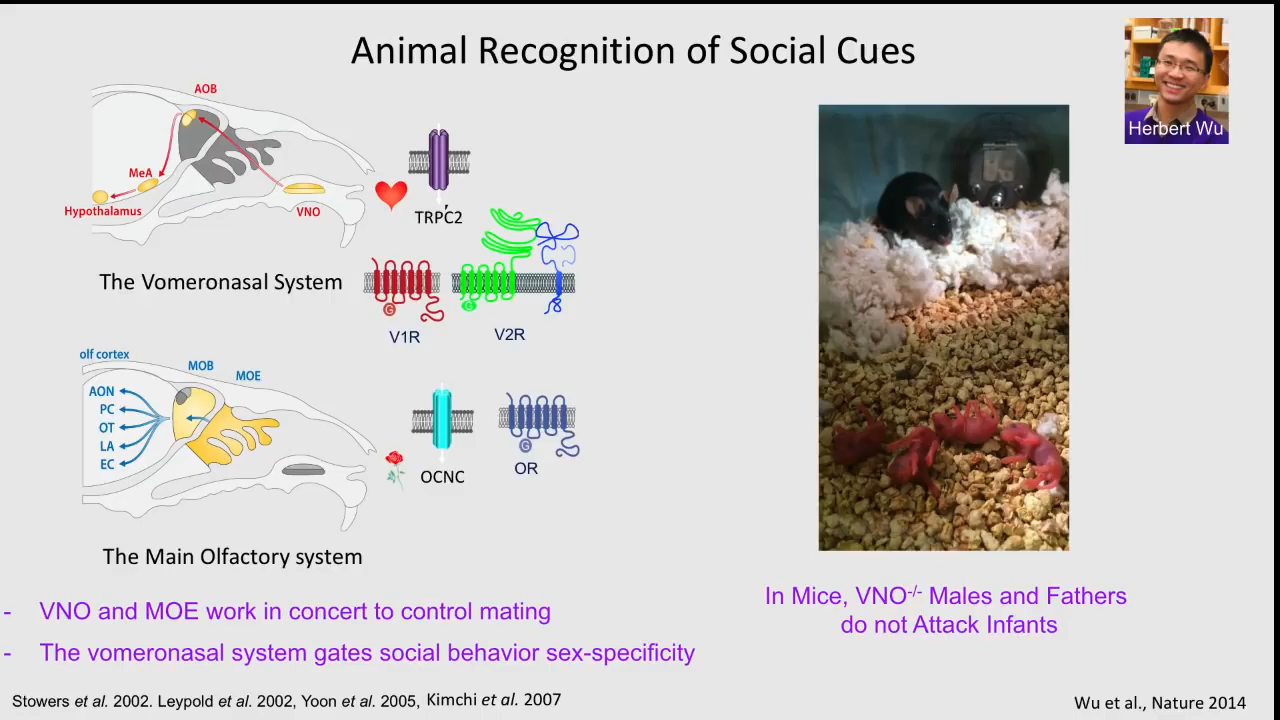 Animal Recognition of Social Cues
Herbert Wu
AOB
MeA
Hypothalamus
VNO
TRPC2
The Vomeronasal System
G
G
V1R
V2R
olf cortex
MOB
MOE
AON
PC
OT
LA
EC
OCNC
G
OR
The Main Olfactory system
- VNO and MOE work in concert to control mating
- The vomeronasal system gates social behavior sex-specificity
In Mice, VNO-/- Males and Fathers
do not Attack Infants
Stowers et al. 2002. Leypold et al. 2002, Yoon et al. 2005, Kimchi et al. 2007
Wu et al., Nature 2014